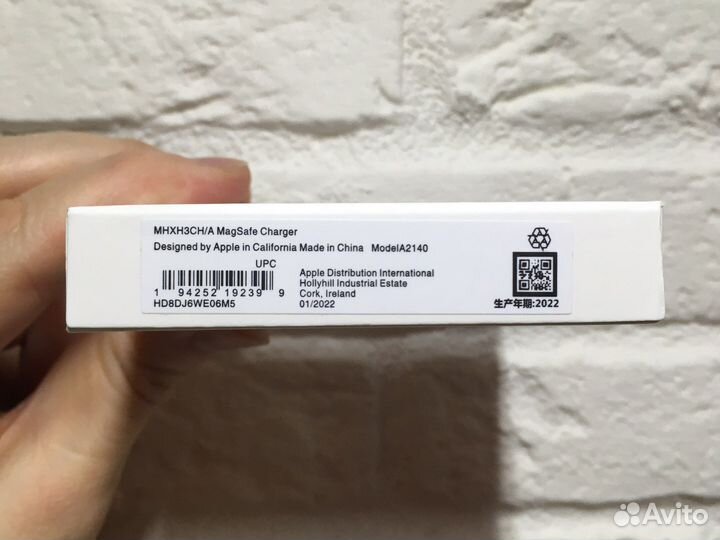 MHXH3CH/A MagSafe Charger
Designed by Apple in California Made in China ModelA2140
UPC
1 94252 19239 9
HD8DJ6WE06M5
Apple Distribution International
Hollyhill Industrial Estate
Cork, Ireland
01/2022
生产年期:2022
Avito